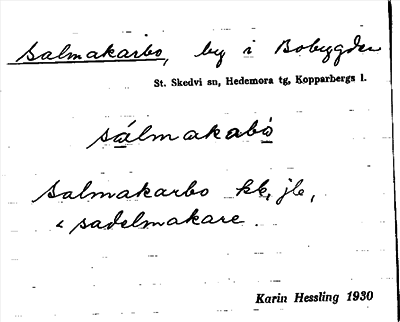 Salmakarbo, by i Bobygden
St. Skedvi sn, Hedemora tg, Kopparbergs l.
sálmakabò
Salmakarbo kk, jle,
< sadelmakare.
Karin Hessling 1930